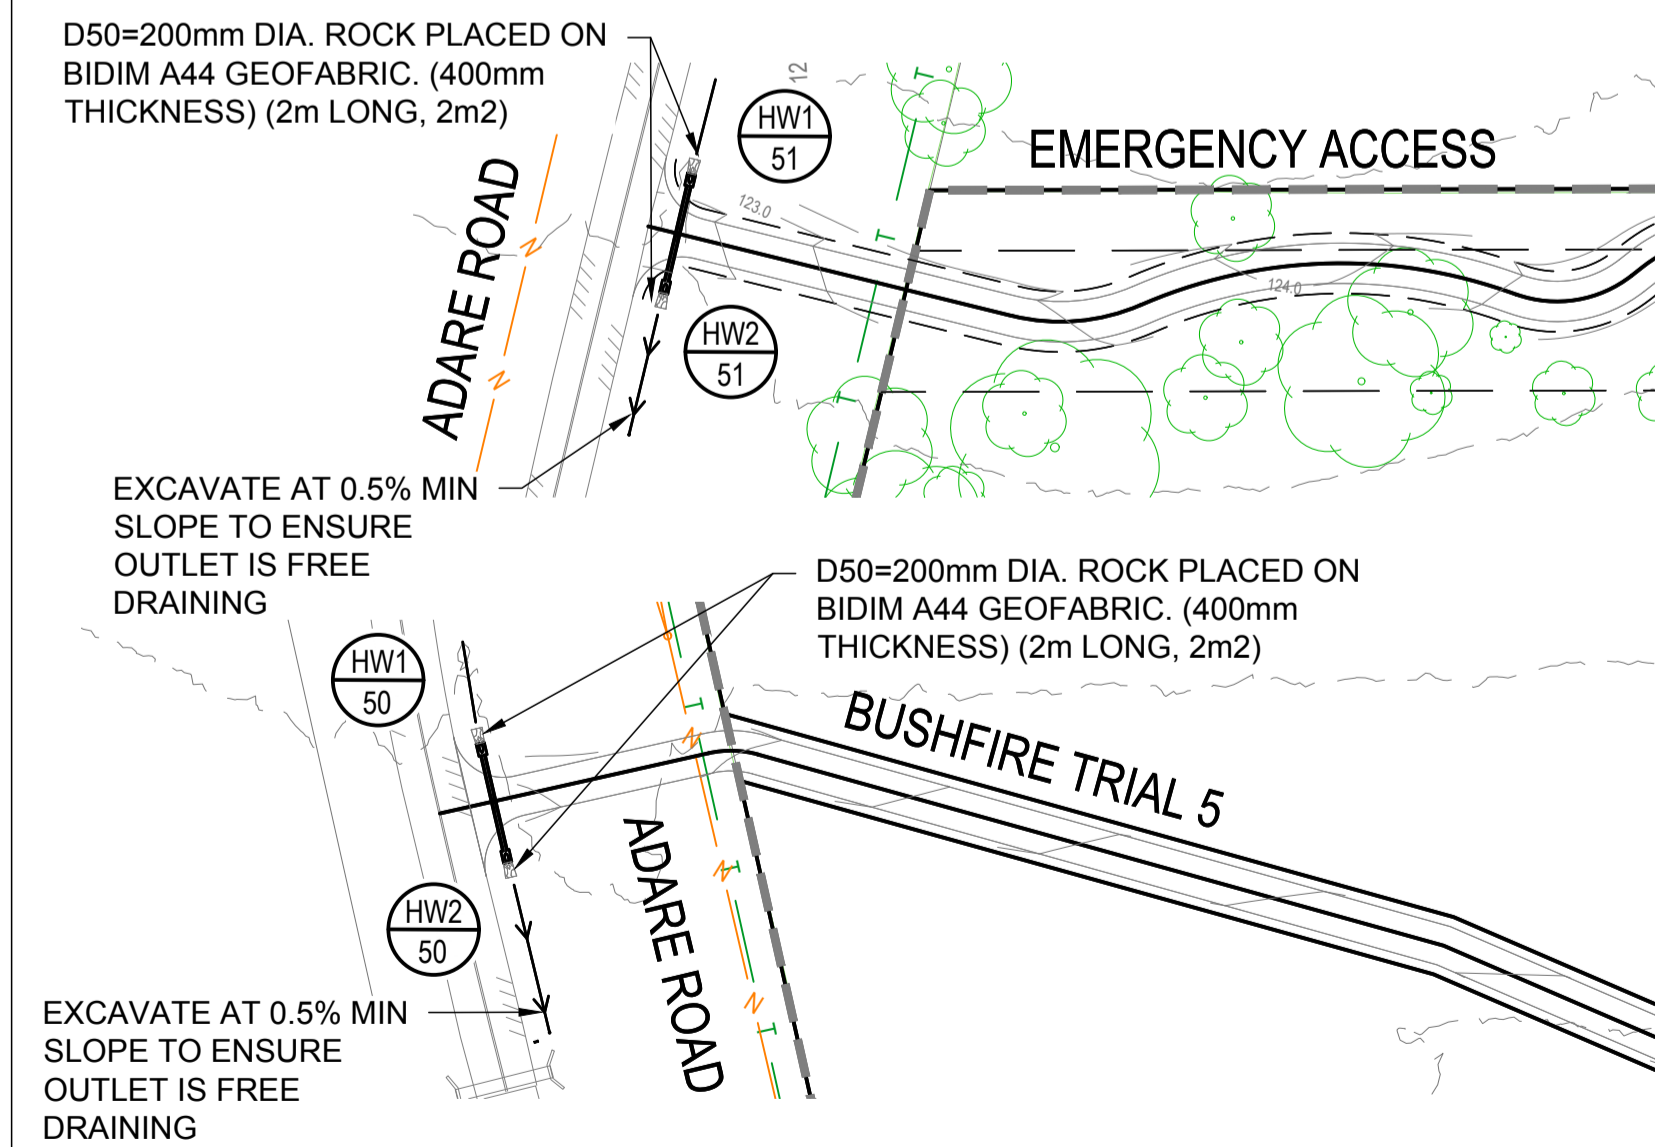 D50=200mm DIA. ROCK PLACED ON
BIDIM A44 GEOFABRIC. (400mm
THICKNESS) (2m LONG, 2m2)
12
HW1
51
EMERGENCY ACCESS
ADARE ROAD
N
N
T
T
T
123.0
124.0
HW2
51
EXCAVATE AT 0.5% MIN
SLOPE TO ENSURE
OUTLET IS FREE
DRAINING
D50=200mm DIA. ROCK PLACED ON
BIDIM A44 GEOFABRIC. (400mm
THICKNESS) (2m LONG, 2m2)
HW1
50
BUSHFIRE TRIAL 5
ADARE ROAD
T
N
T
N
N
T
HW2
50
EXCAVATE AT 0.5% MIN
SLOPE TO ENSURE
OUTLET IS FREE
DRAINING